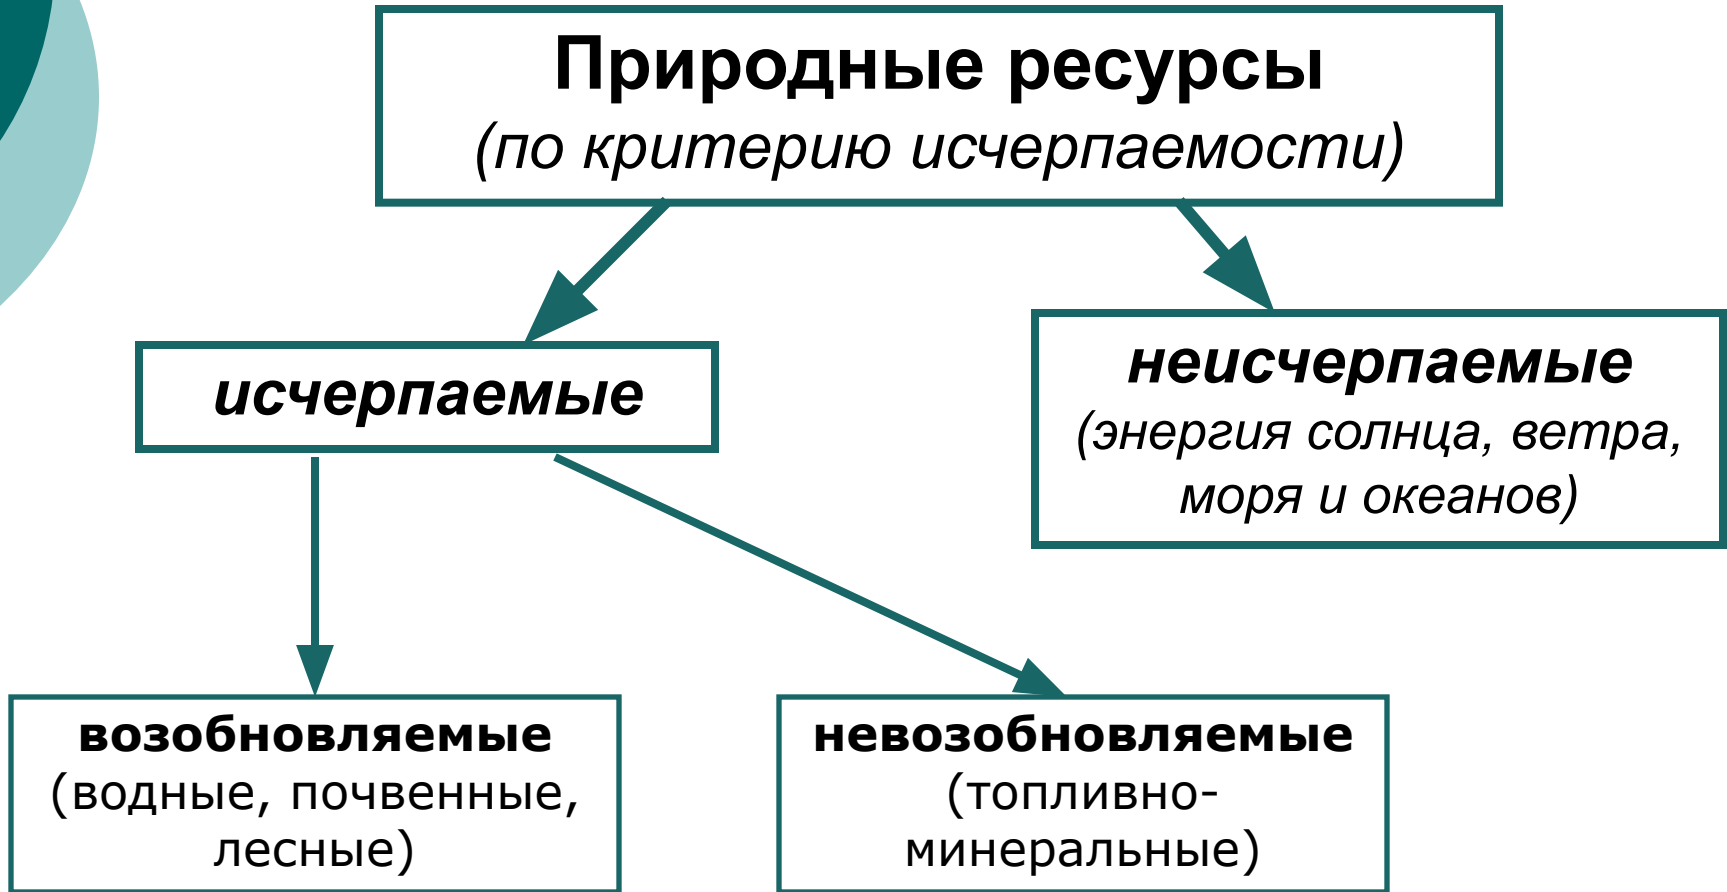 Природные ресурсы
(по критерию исчерпаемости)
исчерпаемые
неисчерпаемые
(энергия солнца, ветра,
моря и океанов)
возобновляемые
(водные, почвенные,
лесные)
невозобновляемые
(топливно-
минеральные)